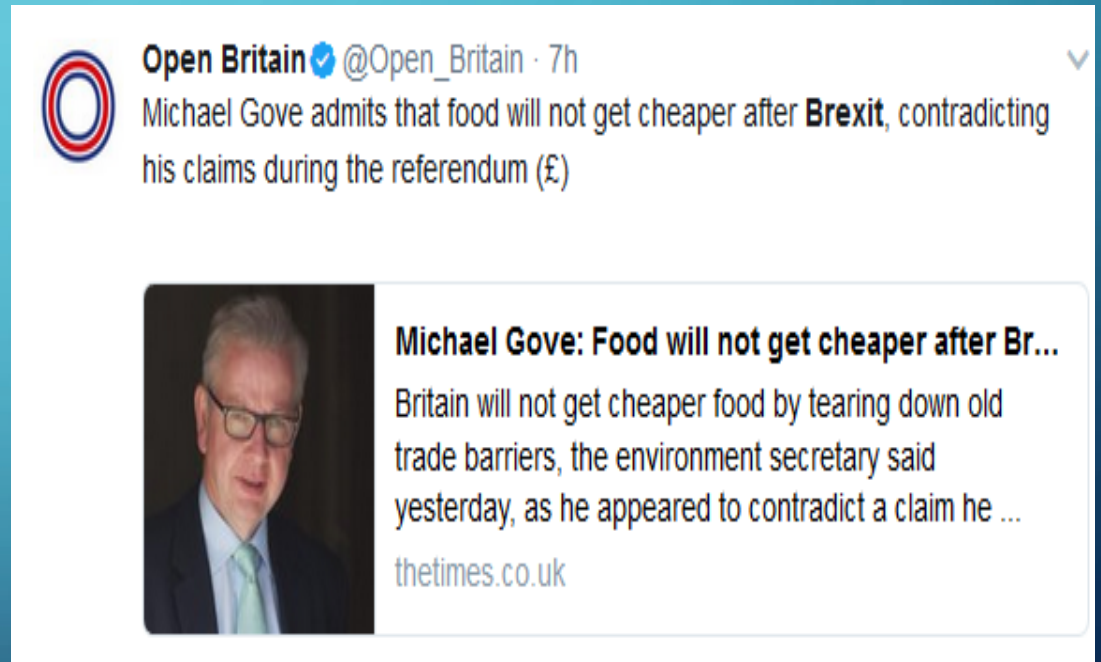 Open Britain @Open_Britain · 7h
Michael Gove admits that food will not get cheaper after Brexit, contradicting
his claims during the referendum (£)
Michael Gove: Food will not get cheaper after Br...
Britain will not get cheaper food by tearing down old
trade barriers, the environment secretary said
yesterday, as he appeared to contradict a claim he ...
thetimes.co.uk